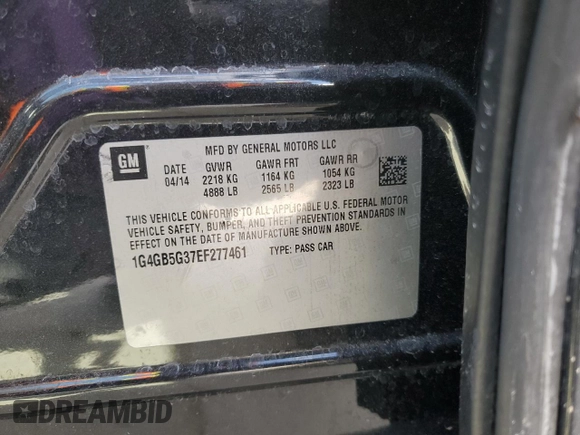 MFD BY GENERAL MOTORS LLC
GM
DATE GVWR GAWR FRT GAWR RR
04/14 2218 KG 1164 KG 1054 KG
4888 LB 2565 LB 2323 LB
THIS VEHICLE CONFORMS TO ALL APPLICABLE U.S. FEDERAL MOTOR
VEHICLE SAFETY, BUMPER, AND THEFT PREVENTION STANDARDS IN
EFFECT ON THE DATE OF MANUFACTURE SHOWN ABOVE.
1G4GB5G37EF277461 TYPE: PASS CAR
DREAMBID